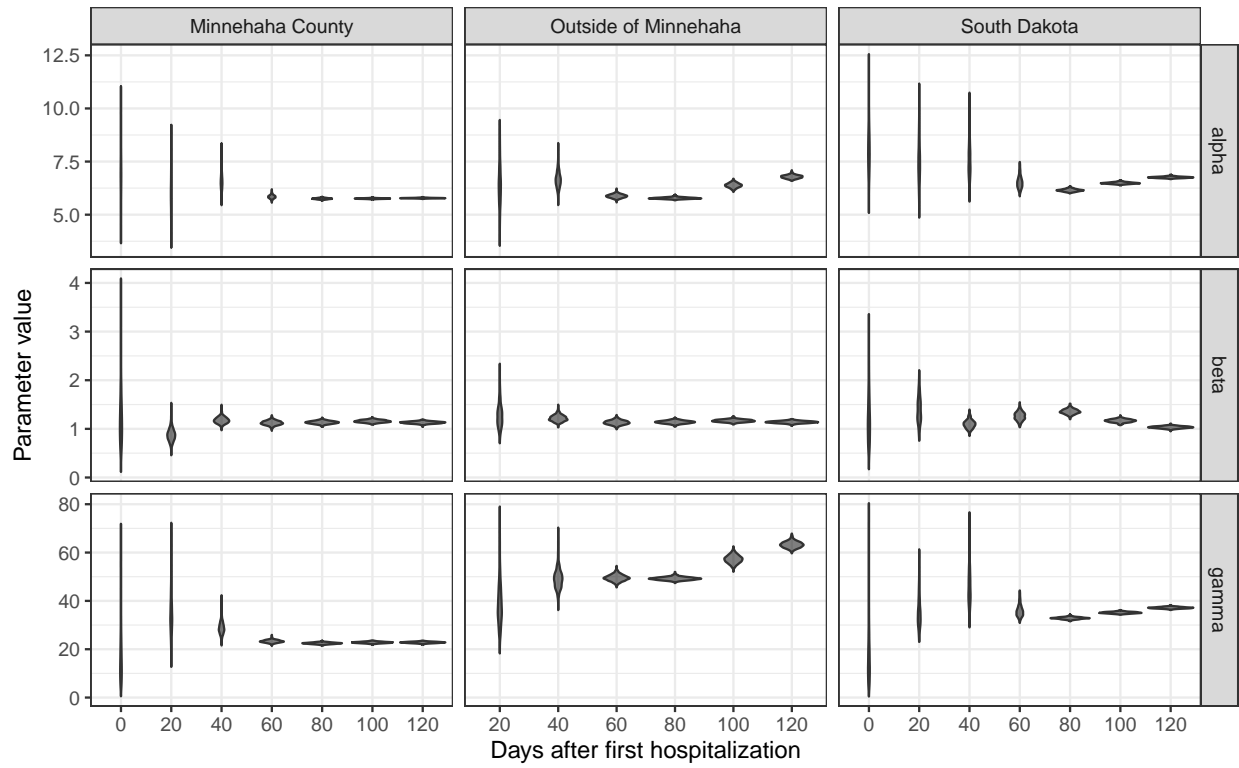 Minnehaha County Outside of Minnehaha South Dakota
12.5
10.0
7.5
5.0
alpha
4
3
2
1
0
beta
80
60
40
20
0
gamma
Parameter value
0 20 40 60 80 100 120 20 40 60 80 100 120 0 20 40 60 80 100 120
Days after first hospitalization